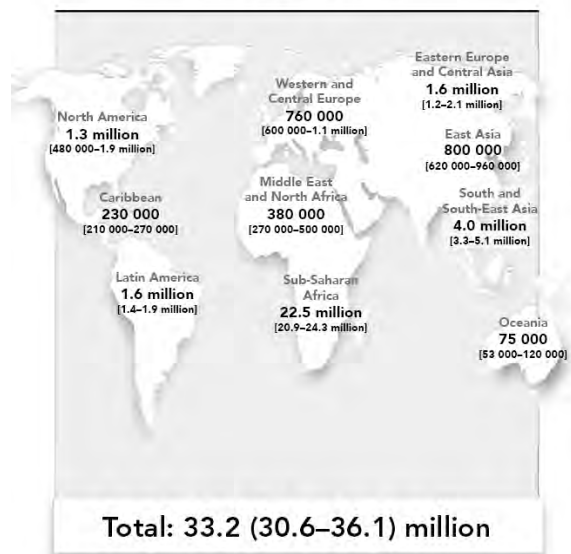 Eastern Europe
and Central Asia
1.6 million
[1.2–2.1 million]
Western and
Central Europe
760 000
[600 000–1.1 million]
North America
1.3 million
[480 000–1.9 million]
East Asia
800 000
[620 000–960 000]
Middle East
and North Africa
380 000
[270 000–500 000]
Caribbean
230 000
[210 000–270 000]
South and
South-East Asia
4.0 million
[3.3–5.1 million]
Latin America
1.6 million
[1.4–1.9 million]
Sub-Saharan
Africa
22.5 million
[20.9–24.3 million]
Oceania
75 000
[53 000–120 000]
Total: 33.2 (30.6–36.1) million